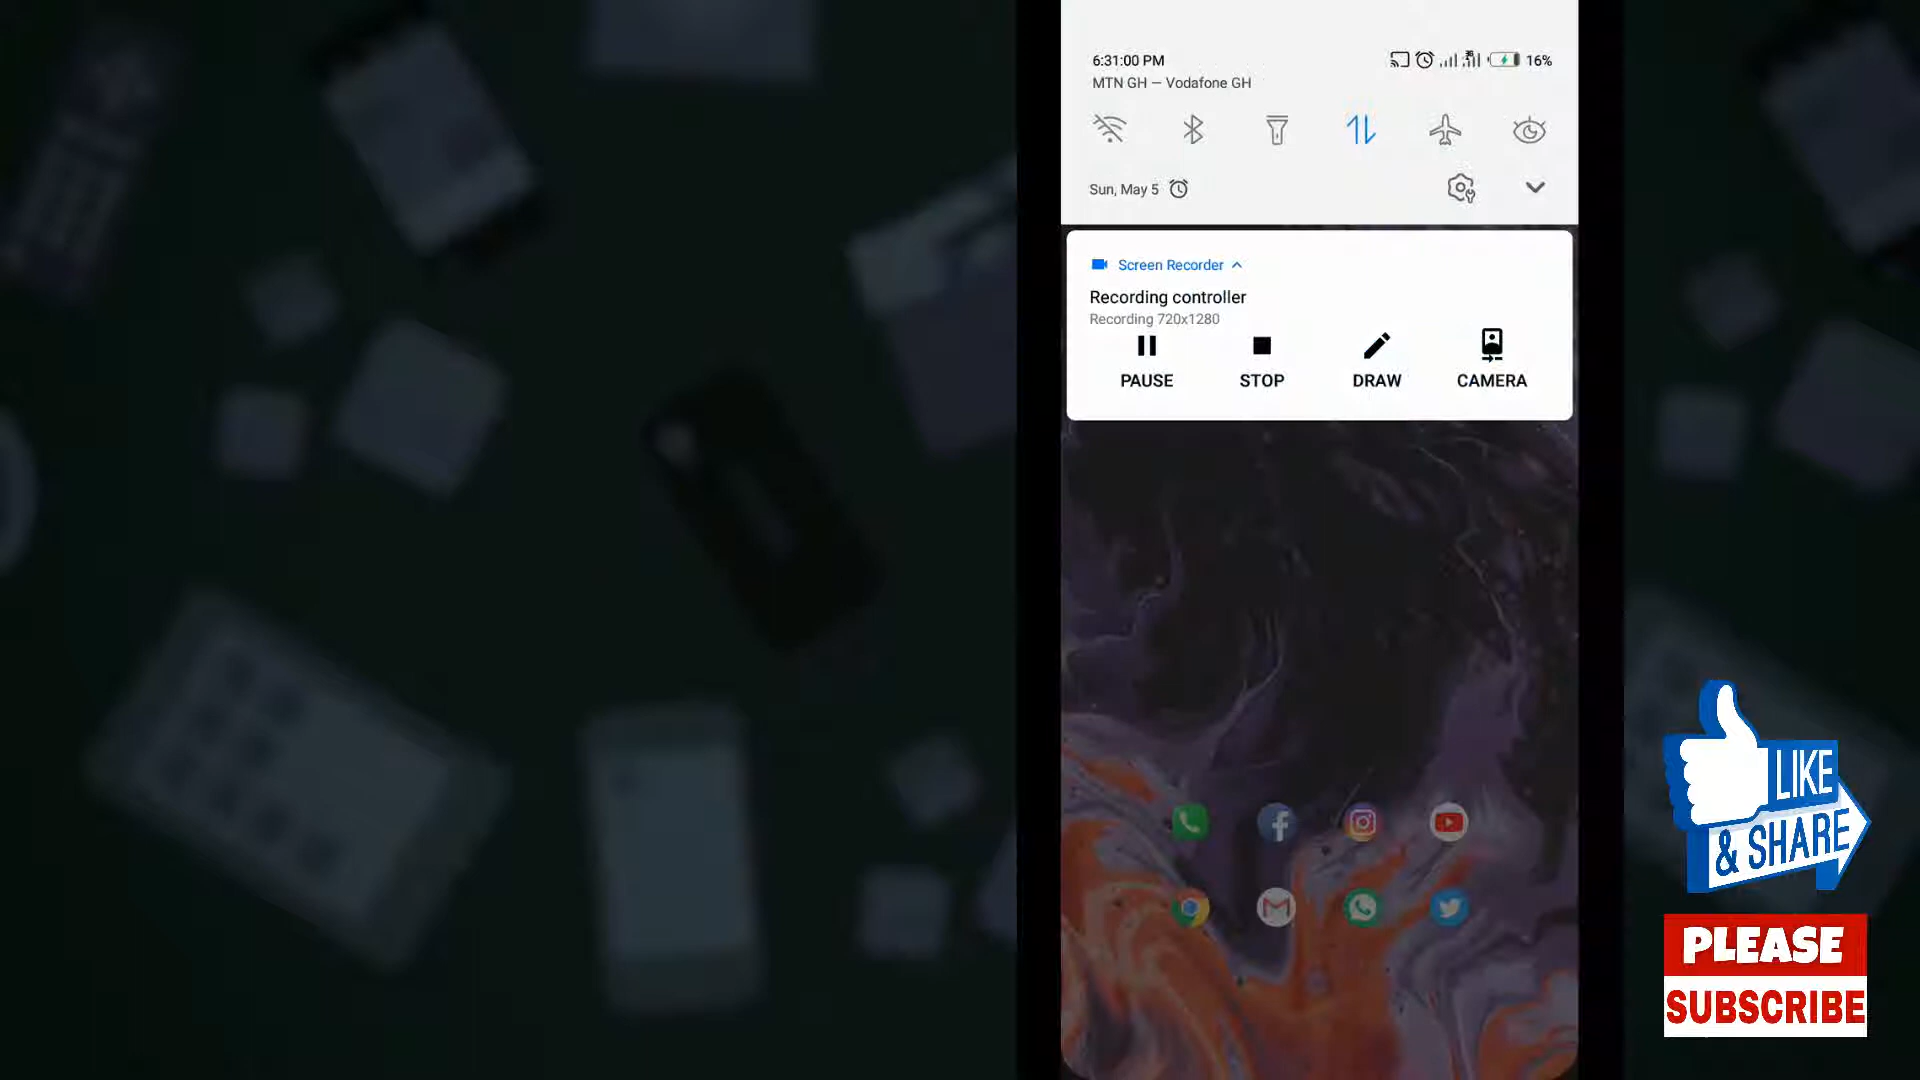 6:31:00 PM
16%
MTN GH — Vodafone GH
Sun, May 5
Screen Recorder
Recording controller
Recording 720x1280
PAUSE STOP DRAW CAMERA
LIKE
& SHARE
PLEASE
SUBSCRIBE